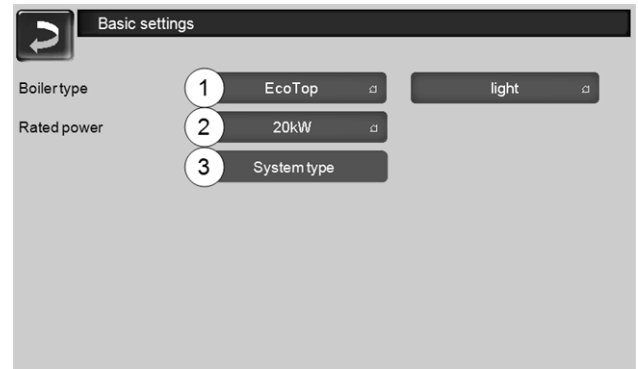 Basic settings
Boiler type 1 EcoTop light
Rated power 2 20kW
3 System type